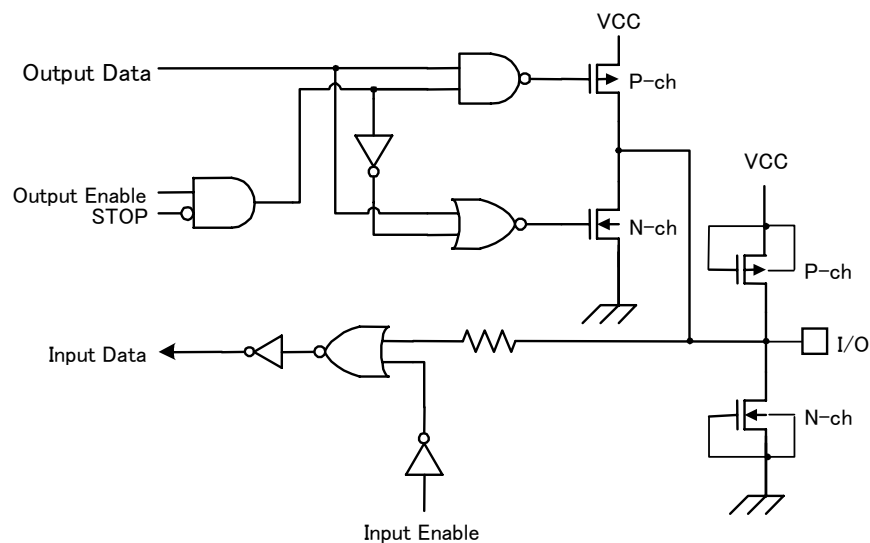 VCC
Output Data
P-ch
Output Enable
STOP
N-ch
VCC
P-ch
Input Data
I/O
N-ch
Input Enable